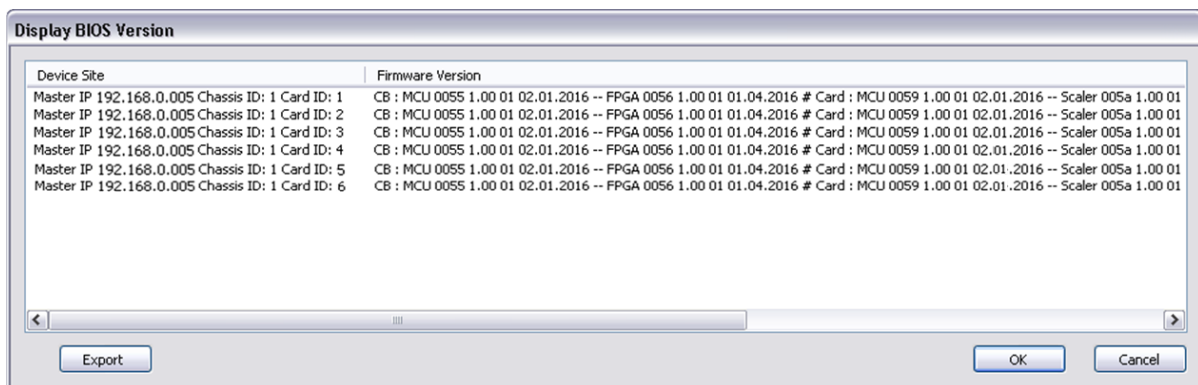 Display BIOS Version
Device Site Firmware Version
Master IP 192.168.0.005 Chassis ID: 1 Card ID: 1 CB : MCU 0055 1.00 01 02.01.2016 -- FPGA 0056 1.00 01 01.04.2016 # Card : MCU 0059 1.00 01 02.01.2016 -- Scaler 005a 1.00 01
Master IP 192.168.0.005 Chassis ID: 1 Card ID: 2 CB : MCU 0055 1.00 01 02.01.2016 -- FPGA 0056 1.00 01 01.04.2016 # Card : MCU 0059 1.00 01 02.01.2016 -- Scaler 005a 1.00 01
Master IP 192.168.0.005 Chassis ID: 1 Card ID: 3 CB : MCU 0055 1.00 01 02.01.2016 -- FPGA 0056 1.00 01 01.04.2016 # Card : MCU 0059 1.00 01 02.01.2016 -- Scaler 005a 1.00 01
Master IP 192.168.0.005 Chassis ID: 1 Card ID: 4 CB : MCU 0055 1.00 01 02.01.2016 -- FPGA 0056 1.00 01 01.04.2016 # Card : MCU 0059 1.00 01 02.01.2016 -- Scaler 005a 1.00 01
Master IP 192.168.0.005 Chassis ID: 1 Card ID: 5 CB : MCU 0055 1.00 01 02.01.2016 -- FPGA 0056 1.00 01 01.04.2016 # Card : MCU 0059 1.00 01 02.01.2016 -- Scaler 005a 1.00 01
Master IP 192.168.0.005 Chassis ID: 1 Card ID: 6 CB : MCU 0055 1.00 01 02.01.2016 -- FPGA 0056 1.00 01 01.04.2016 # Card : MCU 0059 1.00 01 02.01.2016 -- Scaler 005a 1.00 01
Export OK Cancel